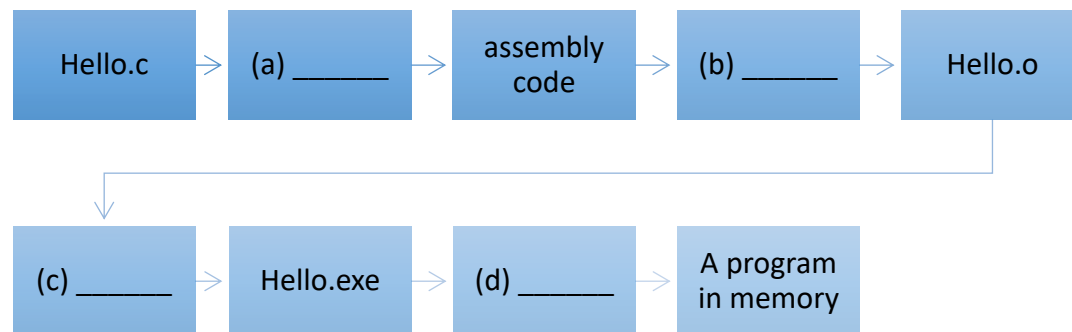 Hello.c
(a) ______
assembly
code
(b) ______
Hello.o
(c) ______
Hello.exe
(d) ______
A program
in memory